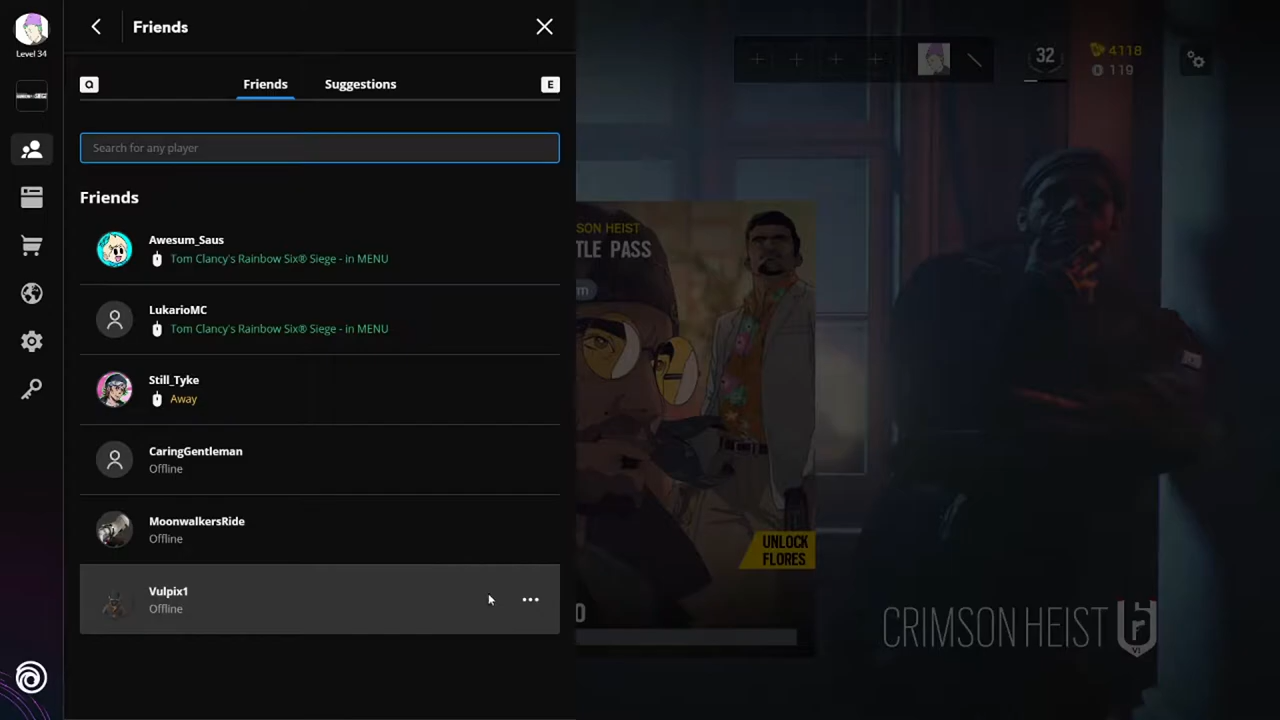 Level 34
Friends
Q
Friends
Suggestions
E
Search for any player
Friends
Awesum_Saus
Tom Clancy's Rainbow Six® Siege - in MENU
LukarioMC
Tom Clancy's Rainbow Six® Siege - in MENU
Still_Tyke
Away
CaringGentleman
Offline
MoonwalkersRide
Offline
Vulpix1
Offline
32
4118
119
SON HEIST
TLE PASS
m
UNLOCK
FLORES
0
CRIMSON HEIST
VI